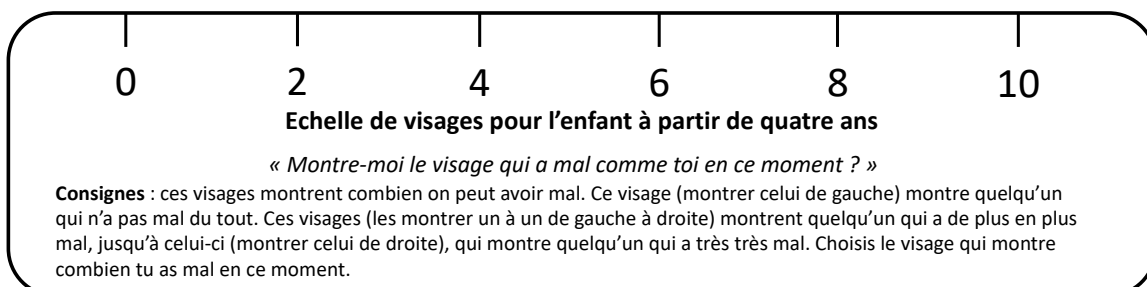 0 2 4 6 8 10
Echelle de visages pour l’enfant à partir de quatre ans
« Montre-moi le visage qui a mal comme toi en ce moment ? »
Consignes : ces visages montrent combien on peut avoir mal. Ce visage (montrer celui de gauche) montre quelqu’un
qui n’a pas mal du tout. Ces visages (les montrer un à un de gauche à droite) montrent quelqu’un qui a de plus en plus
mal, jusqu’à celui-ci (montrer celui de droite), qui montre quelqu’un qui a très très mal. Choisis le visage qui montre
combien tu as mal en ce moment.